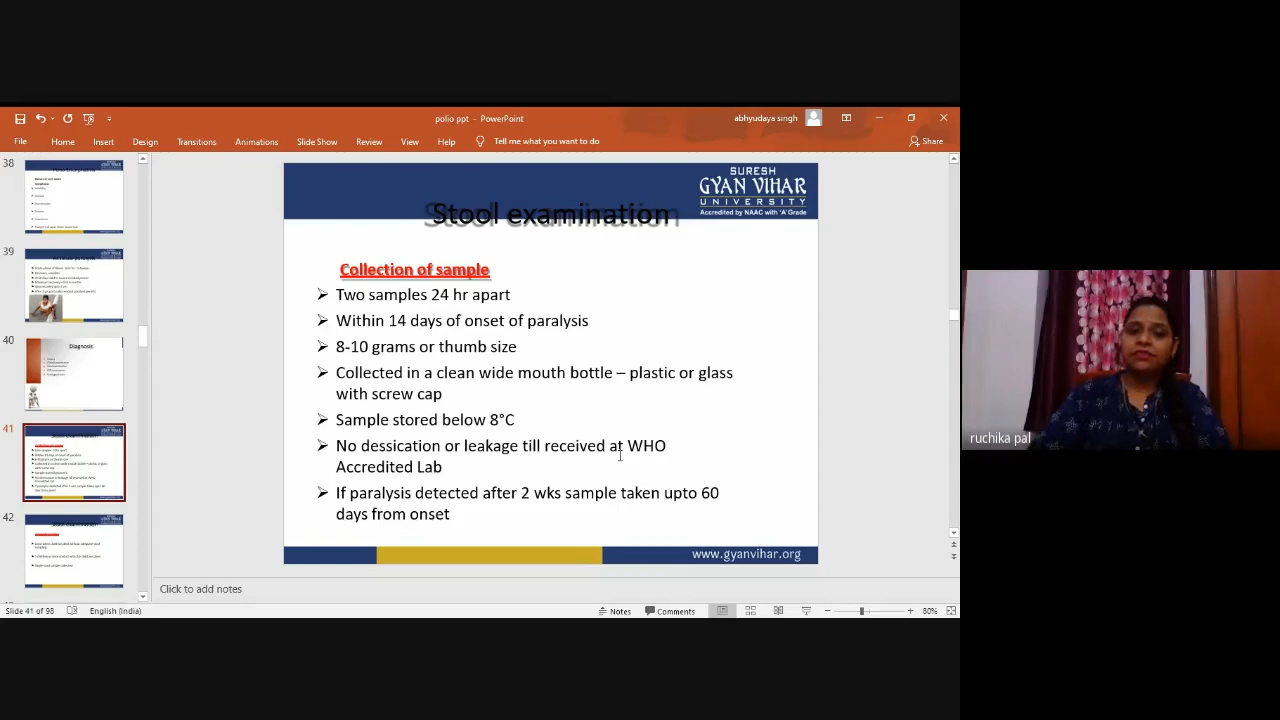 polio ppt - PowerPoint
abhyudaya singh
File Home Insert Design Transitions Animations Slide Show Review View Help Tell me what you want to do Share
38
39
40
Diagnosis
41
42
SURESH
GYAN VIHAR
UNIVERSITY
Accredited by NAAC with 'A' Grade
Stool examination
Collection of sample
Two samples 24 hr apart
Within 14 days of onset of paralysis
8-10 grams or thumb size
Collected in a clean wide mouth bottle – plastic or glass
with screw cap
Sample stored below 8°C
No dessication or leakage till received at WHO
Accredited Lab
If paralysis detected after 2 wks sample taken upto 60
days from onset
www.gyanvihar.org
Click to add notes
Slide 41 of 98 English (India) Notes Comments 80%
ruchika pal